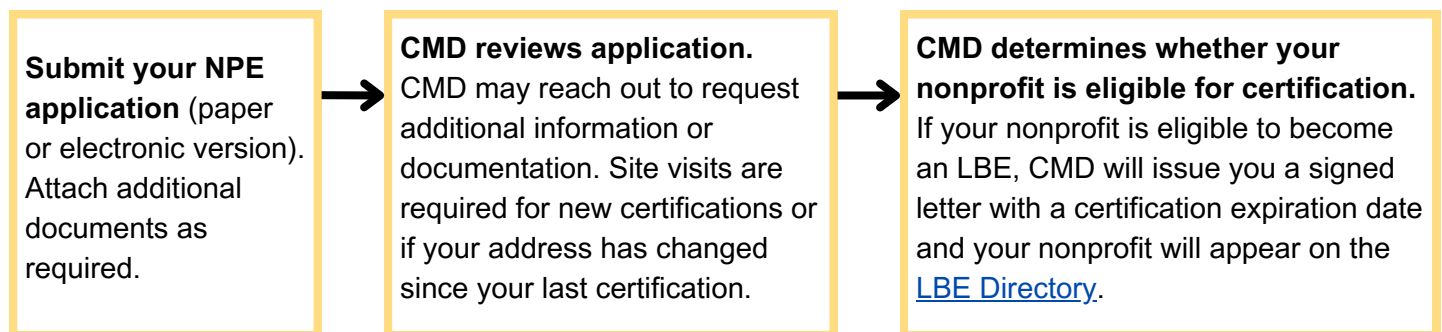 Submit your NPE
application (paper
or electronic version).
Attach additional
documents as
required.
CMD reviews application.
CMD may reach out to request
additional information or
documentation. Site visits are
required for new certifications or
if your address has changed
since your last certification.
CMD determines whether your
nonprofit is eligible for certification.
If your nonprofit is eligible to become
an LBE, CMD will issue you a signed
letter with a certification expiration date
and your nonprofit will appear on the
LBE Directory.